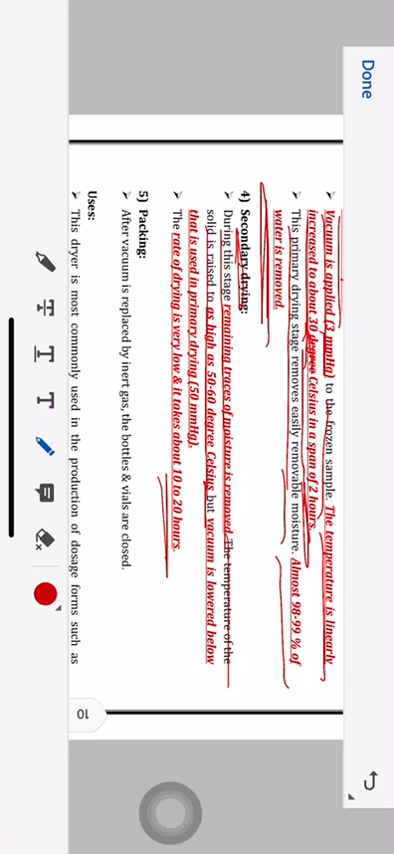 Done
➤ Vacuum is applied (3 mmHg) to the frozen sample. The temperature is linearly
increased to about 30 degree Celsius in a span of 2 hours.
➤ This primary drying stage removes easily removable moisture. Almost 98-99 % of
water is removed.
4) Secondary drying:
➤ During this stage remaining traces of moisture is removed. The temperature of the
solid is raised to as high as 50-60 degree Celsius but vacuum is lowered below
that is used in primary drying (50 mmHg).
➤ The rate of drying is very low & it takes about 10 to 20 hours.
5) Packing:
➤ After vacuum is replaced by inert gas, the bottles & vials are closed.
Uses:
➤ This dryer is most commonly used in the production of dosage forms such as
10
T T T